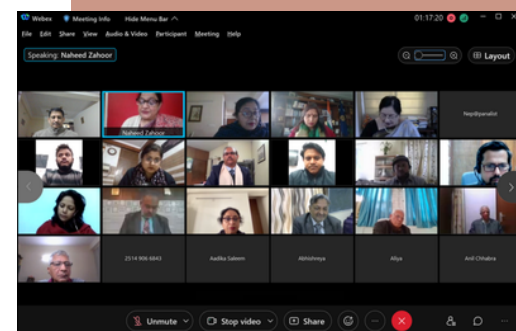 Webex Meeting Info Hide Menu Bar 01:17:20
File Edit Share View Audio & Video Participant Meeting Help
Speaking: Naheed Zahoor Layout
Naheed Zahoor Nep@panalist
2514 906 6843 Aadika Saleem Abhishreya Aliya Anil Chhabra
Unmute Stop video Share